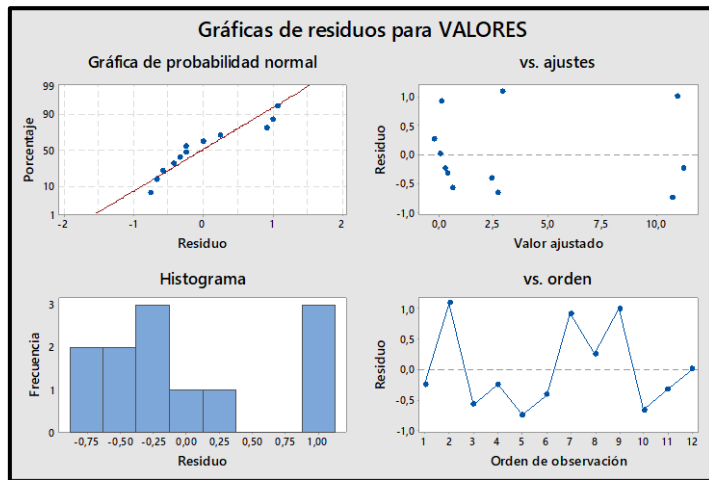 Gráficas de residuos para VALORES
Gráfica de probabilidad normal
99
90
50
10
1
Porcentaje
-2 -1 0 1 2
Residuo
vs. ajustes
1,0
0,5
0,0
-0,5
-1,0
Residuo
0,0 2,5 5,0 7,5 10,0
Valor ajustado
Histograma
3
2
1
0
Frecuencia
-0,75 -0,50 -0,25 0,00 0,25 0,50 0,75 1,00
Residuo
vs. orden
1,0
0,5
0,0
-0,5
-1,0
Residuo
1 2 3 4 5 6 7 8 9 10 11 12
Orden de observación